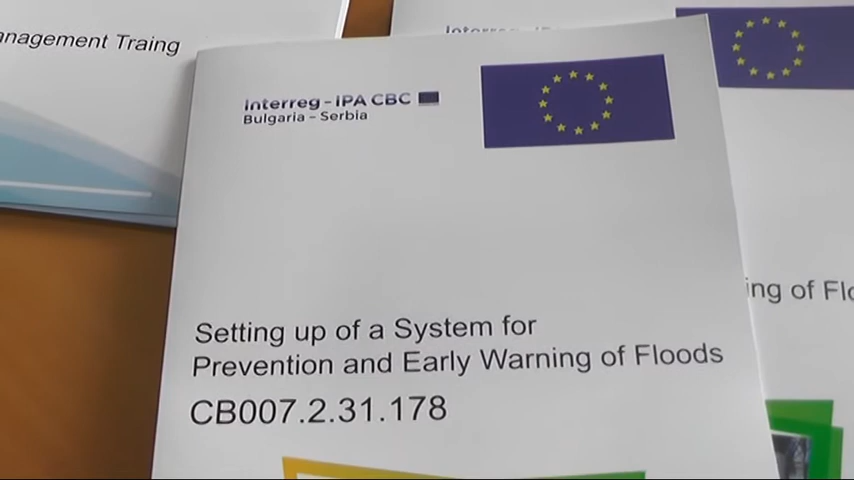 anagement Traing
Interreg - IPA CBC
Bulgaria - Serbia
Setting up of a System for
Prevention and Early Warning of Floods
CB007.2.31.178
ing of Flo